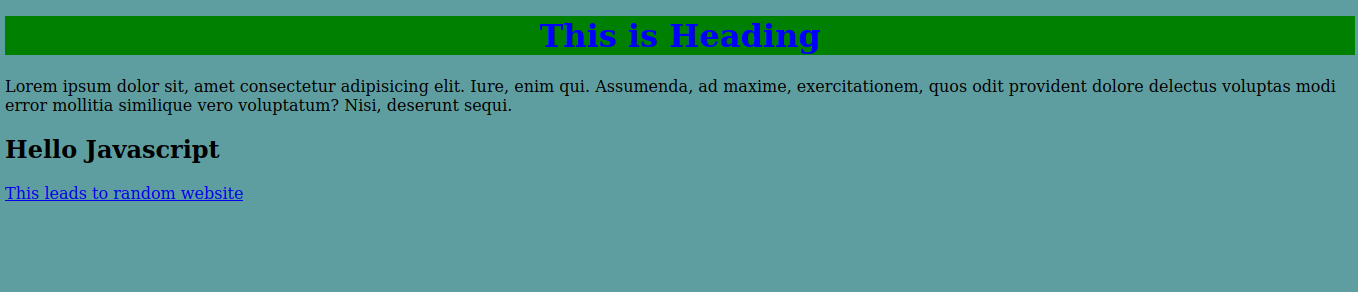 This is Heading
Lorem ipsum dolor sit, amet consectetur adipisicing elit. Iure, enim qui. Assumenda, ad maxime, exercitationem, quos odit provident dolore delectus voluptas modi
error mollitia similique vero voluptatum? Nisi, deserunt sequi.
Hello Javascript
This leads to random website